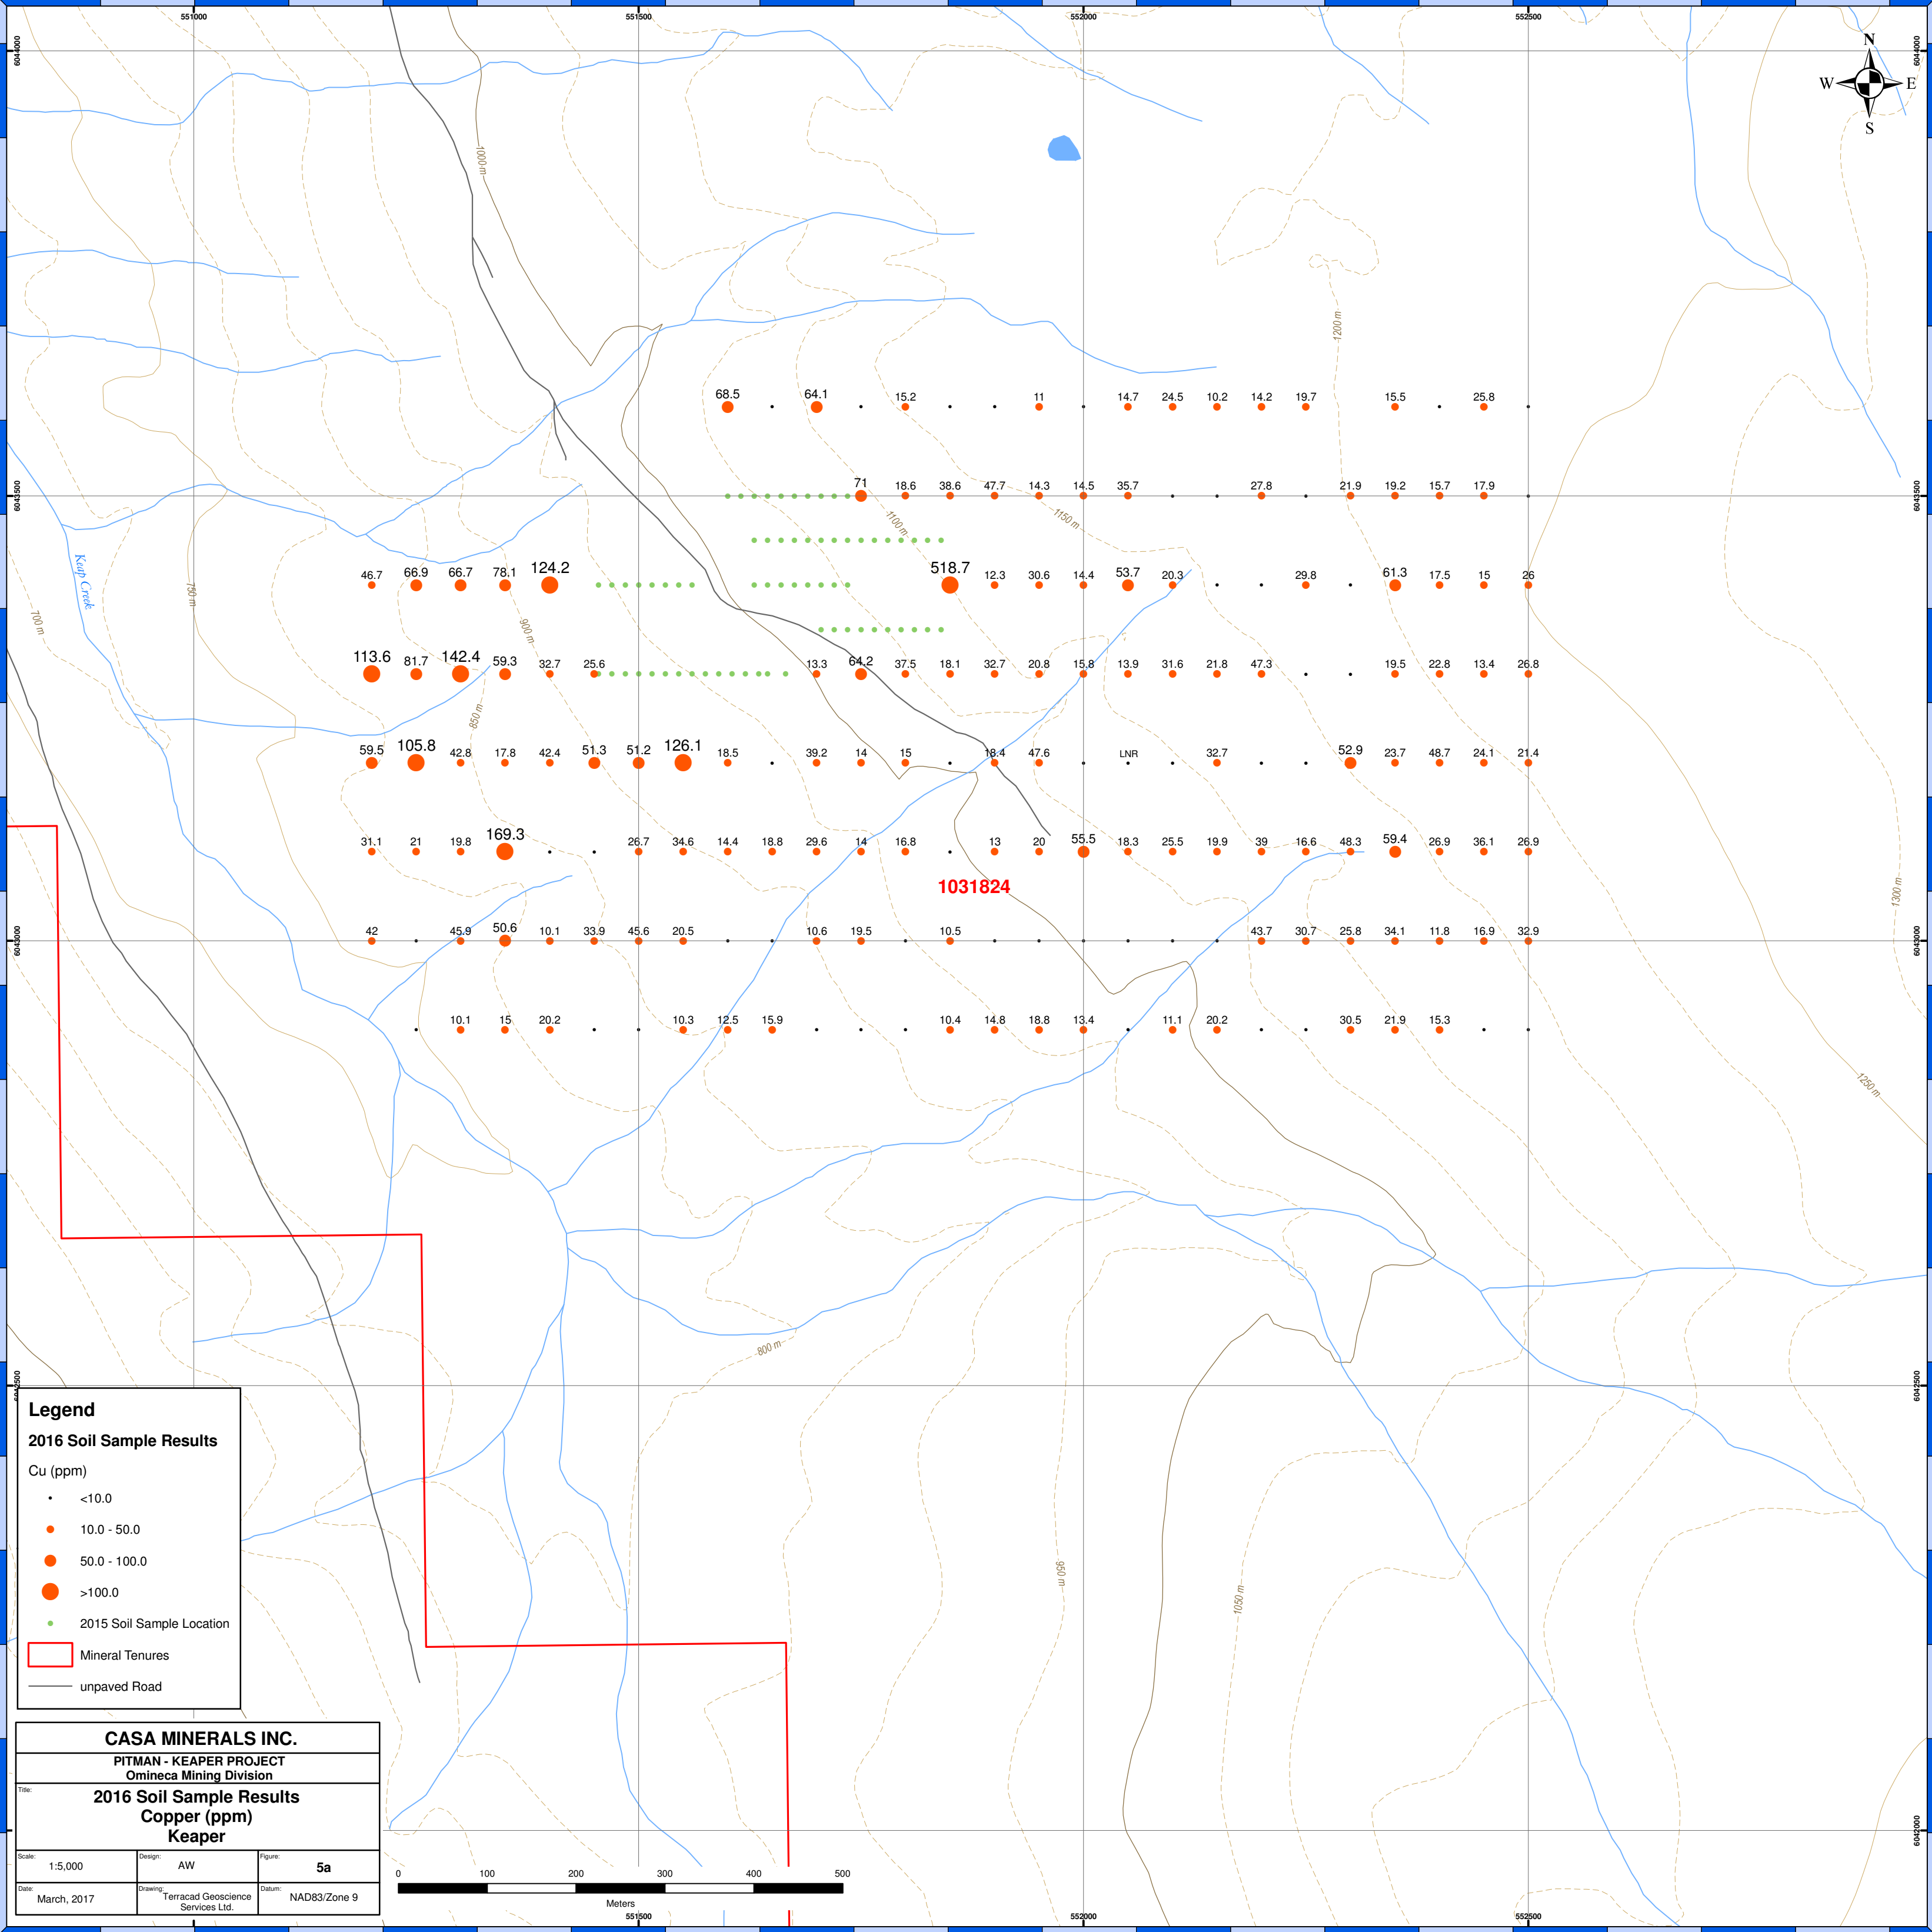 551000 551500 552000 552500
6044000 6044000
N
W E
S
1000 m
1200 m
68.5 64.1 15.2 11 14.7 24.5 10.2 14.2 19.7 15.5 25.8
6043500 6043500
71 18.6 38.6 47.7 14.3 14.5 35.7 27.8 21.9 19.2 15.7 17.9
1100 m 1150 m
Keap Creek
750 m
700 m
46.7 66.9 66.7 78.1 124.2 518.7 12.3 30.6 14.4 53.7 20.3 29.8 61.3 17.5 15 26
900 m
113.6 81.7 142.4 59.3 32.7 25.6 13.3 64.2 37.5 18.1 32.7 20.8 15.8 13.9 31.6 21.8 47.3 19.5 22.8 13.4 26.8
850 m
59.5 105.8 42.8 17.8 42.4 51.3 51.2 126.1 18.5 39.2 14 15 18.4 47.6 LNR 32.7 52.9 23.7 48.7 24.1 21.4
31.1 21 19.8 169.3 26.7 34.6 14.4 18.8 29.6 14 16.8 13 20 55.5 18.3 25.5 19.9 39 16.6 48.3 59.4 26.9 36.1 26.9
1031824
1300 m
6043000 6043000
42 45.9 50.6 10.1 33.9 45.6 20.5 10.6 19.5 10.5 43.7 30.7 25.8 34.1 11.8 16.9 32.9
10.1 15 20.2 10.3 12.5 15.9 10.4 14.8 18.8 13.4 11.1 20.2 30.5 21.9 15.3
1250 m
800 m
6042500 6042500
950 m
1050 m
Legend
2016 Soil Sample Results
Cu (ppm)
<10.0
10.0 - 50.0
50.0 - 100.0
>100.0
2015 Soil Sample Location
Mineral Tenures
unpaved Road
CASA MINERALS INC.
PITMAN - KEAPER PROJECT
Omineca Mining Division
Title:
2016 Soil Sample Results
Copper (ppm)
Keaper
Scale: 1:5,000
Design: AW
Figure: 5a
Date: March, 2017
Drawing: Terracad Geoscience
Services Ltd.
Datum: NAD83/Zone 9
0 100 200 300 400 500
Meters
6042000
551500 552000 552500